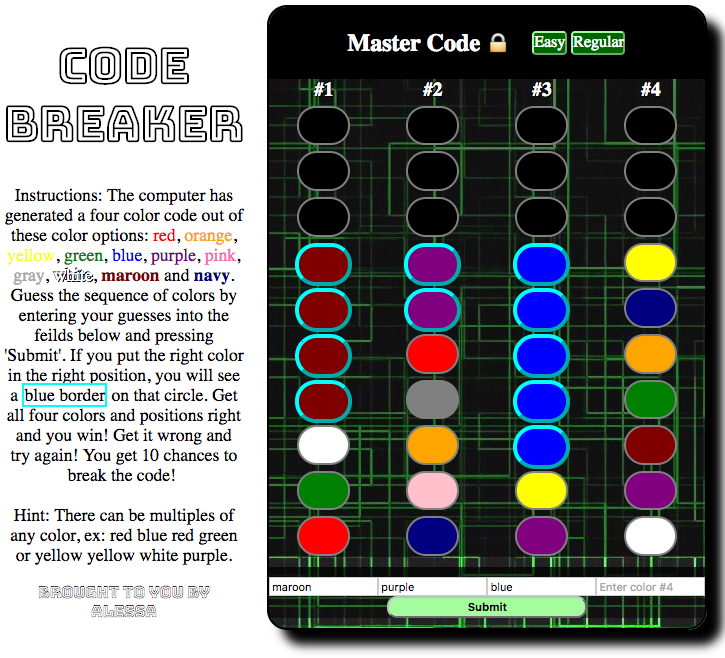 CODE
BREAKER
Instructions: The computer has
generated a four color code out of
these color options: red, orange,
yellow, green, blue, purple, pink,
gray, white, maroon and navy.
Guess the sequence of colors by
entering your guesses into the
feilds below and pressing
'Submit'. If you put the right color
in the right position, you will see
a blue border on that circle. Get
all four colors and positions right
and you win! Get it wrong and
try again! You get 10 chances to
break the code!
Hint: There can be multiples of
any color, ex: red blue red green
or yellow yellow white purple.
BROUGHT TO YOU BY
ALESSA
Master Code 🔒 Easy Regular
#1 #2 #3 #4
maroon purple blue Enter color #4
Submit